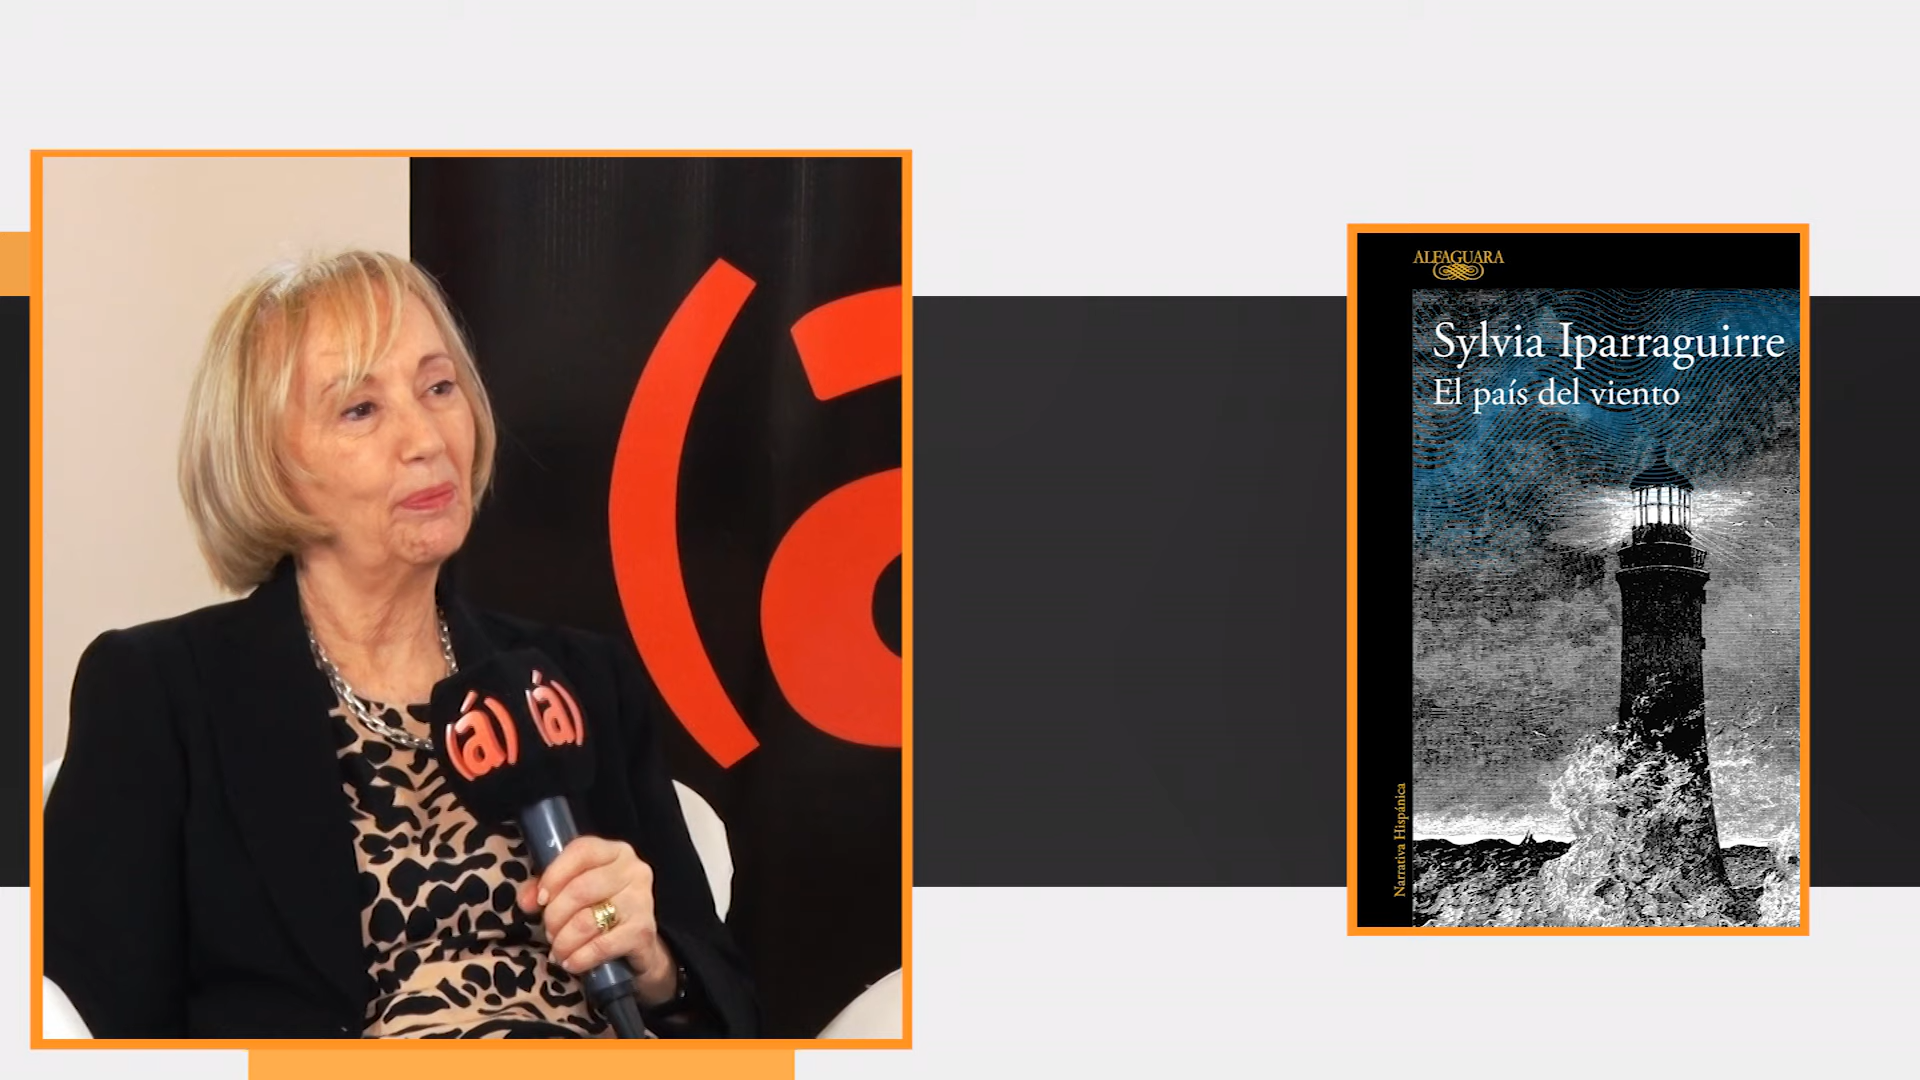 (á
(á) (á)
ALFAGUARA
Sylvia Iparraguirre
El país del viento
Narrativa Hispánica